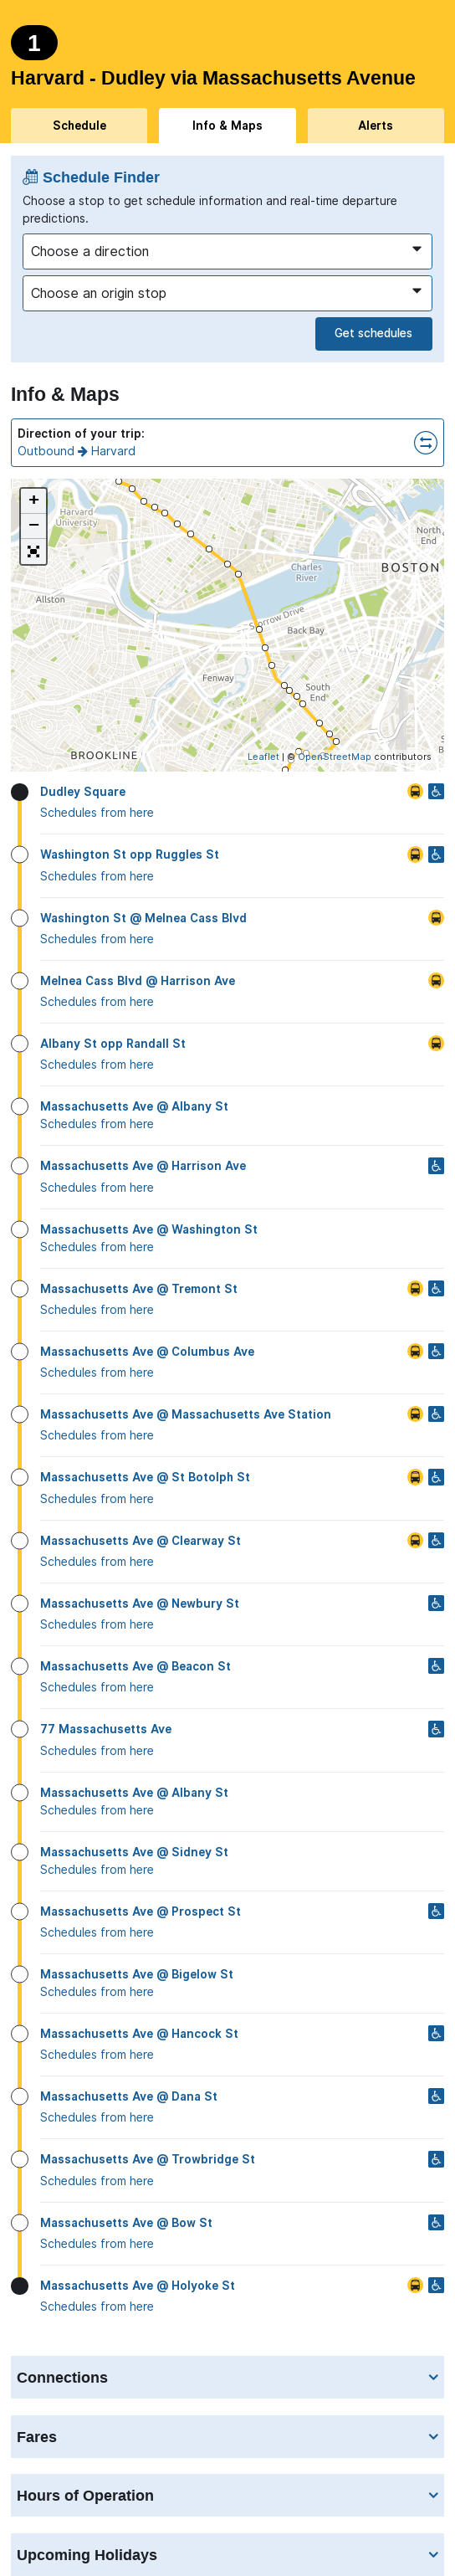 1
Harvard - Dudley via Massachusetts Avenue
Schedule
Info & Maps
Alerts
Schedule Finder
Choose a stop to get schedule information and real-time departure
predictions.
Choose a direction
Choose an origin stop
Get schedules
Info & Maps
Direction of your trip:
Outbound → Harvard
+
−
Harvard
University
North
End
BOSTON
Charles
River
Allston
Storrow Drive
Back Bay
Fenway
South
End
BROOKLINE
Leaflet | © OpenStreetMap contributors
Dudley Square
Schedules from here
Washington St opp Ruggles St
Schedules from here
Washington St @ Melnea Cass Blvd
Schedules from here
Melnea Cass Blvd @ Harrison Ave
Schedules from here
Albany St opp Randall St
Schedules from here
Massachusetts Ave @ Albany St
Schedules from here
Massachusetts Ave @ Harrison Ave
Schedules from here
Massachusetts Ave @ Washington St
Schedules from here
Massachusetts Ave @ Tremont St
Schedules from here
Massachusetts Ave @ Columbus Ave
Schedules from here
Massachusetts Ave @ Massachusetts Ave Station
Schedules from here
Massachusetts Ave @ St Botolph St
Schedules from here
Massachusetts Ave @ Clearway St
Schedules from here
Massachusetts Ave @ Newbury St
Schedules from here
Massachusetts Ave @ Beacon St
Schedules from here
77 Massachusetts Ave
Schedules from here
Massachusetts Ave @ Albany St
Schedules from here
Massachusetts Ave @ Sidney St
Schedules from here
Massachusetts Ave @ Prospect St
Schedules from here
Massachusetts Ave @ Bigelow St
Schedules from here
Massachusetts Ave @ Hancock St
Schedules from here
Massachusetts Ave @ Dana St
Schedules from here
Massachusetts Ave @ Trowbridge St
Schedules from here
Massachusetts Ave @ Bow St
Schedules from here
Massachusetts Ave @ Holyoke St
Schedules from here
Connections
Fares
Hours of Operation
Upcoming Holidays